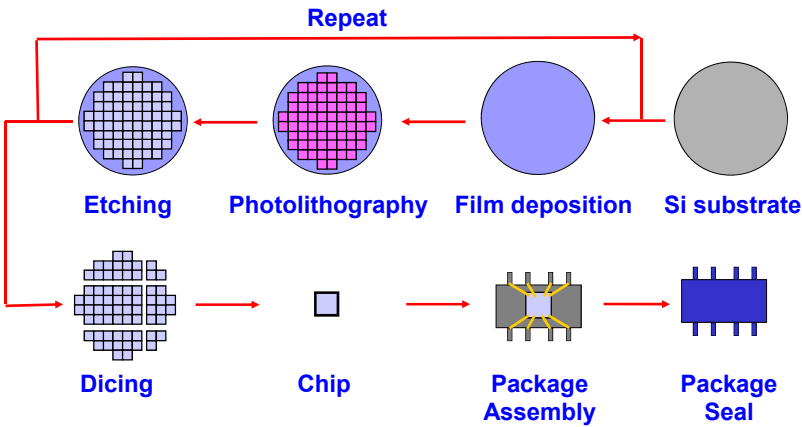 Repeat
Etching
Photolithography
Film deposition
Si substrate
Dicing
Chip
Package
Assembly
Package
Seal